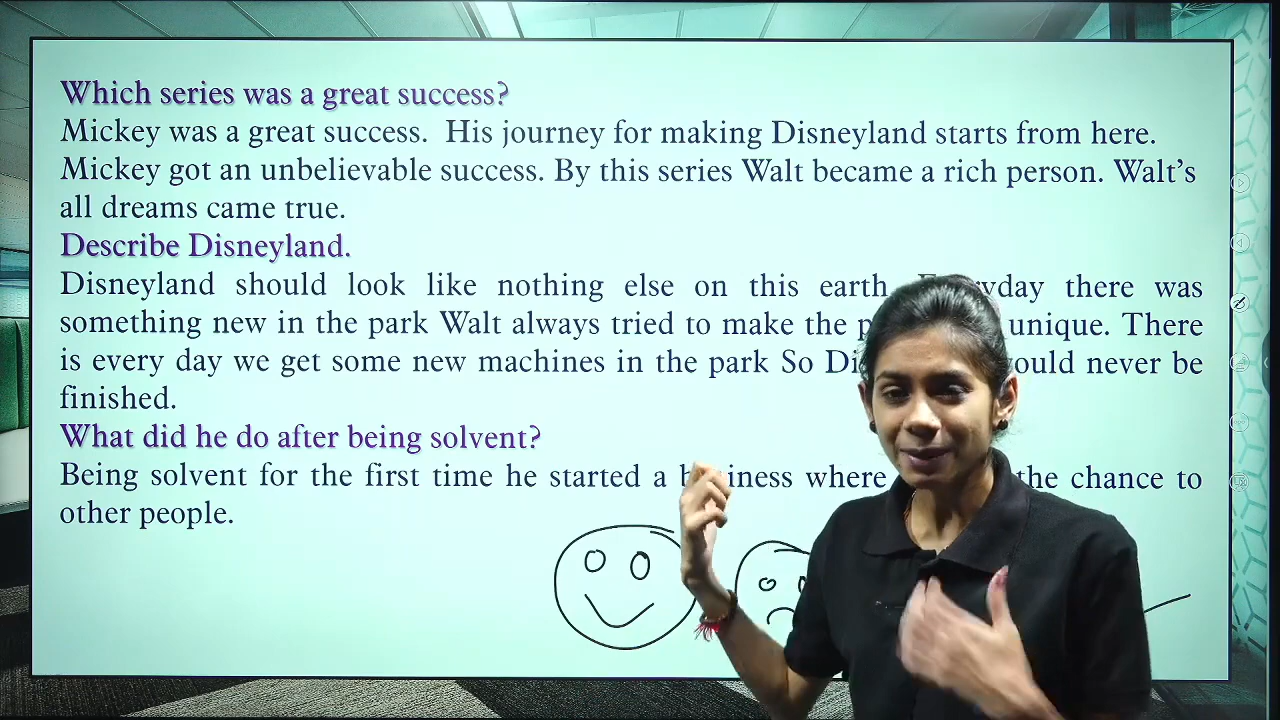 Which series was a great success?
Mickey was a great success. His journey for making Disneyland starts from here.
Mickey got an unbelievable success. By this series Walt became a rich person. Walt's
all dreams came true.
Describe Disneyland.
Disneyland should look like nothing else on this earth there was
something new in the park Walt always tried to make the unique. There
is every day we get some new machines in the park So never be
finished.
What did he do after being solvent?
Being solvent for the first time he started a where the chance to
other people.